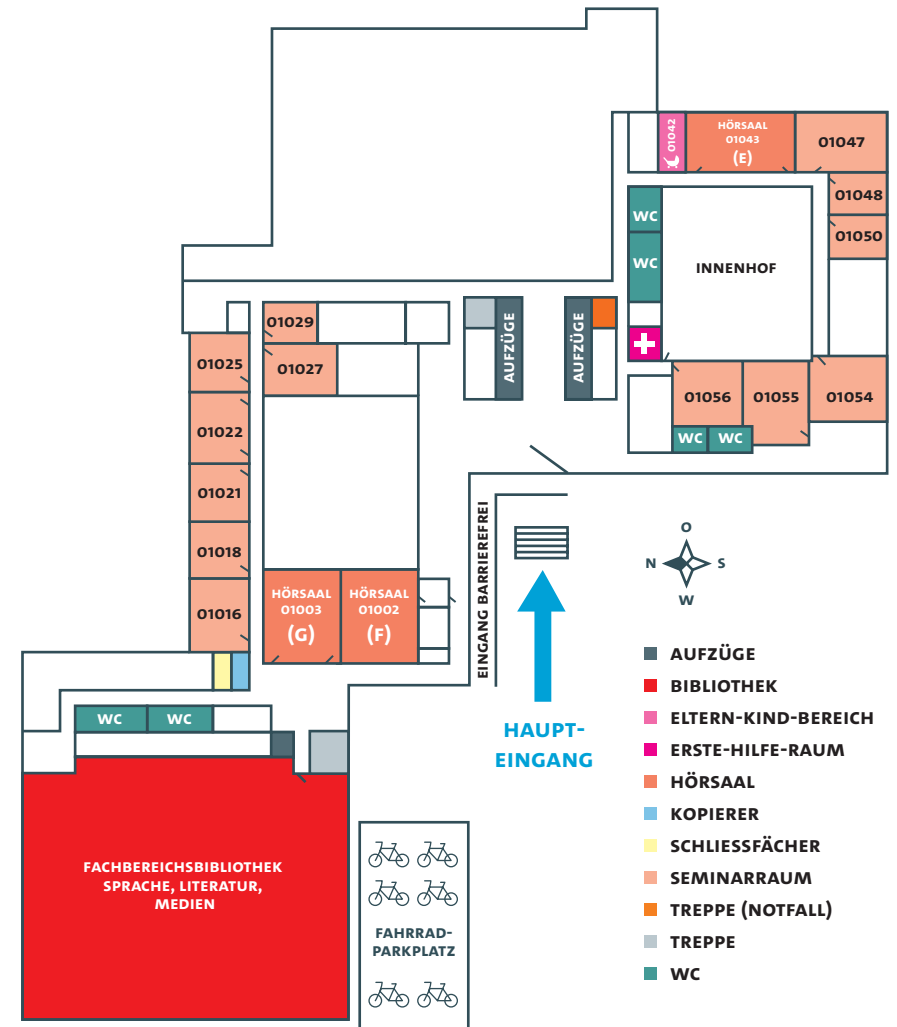 01042
HÖRSAAL
01043
(E)
01047
01048
01050
WC
WC
INNENHOF
01029
01027
AUFZÜGE
AUFZÜGE
01025
01022
01021
01018
01016
01056
01055
01054
WC
WC
HÖRSAAL
01003
(G)
HÖRSAAL
01002
(F)
EINGANG BARRIEREFREI
HAUPT-
EINGANG
O
N
S
W
WC
WC
FACHBEREICHSBIBLIOTHEK
SPRACHE, LITERATUR,
MEDIEN
FAHRRAD-
PARKPLATZ
AUFZÜGE
BIBLIOTHEK
ELTERN-KIND-BEREICH
ERSTE-HILFE-RAUM
HÖRSAAL
KOPIERER
SCHLIESSFÄCHER
SEMINARRAUM
TREPPE (NOTFALL)
TREPPE
WC